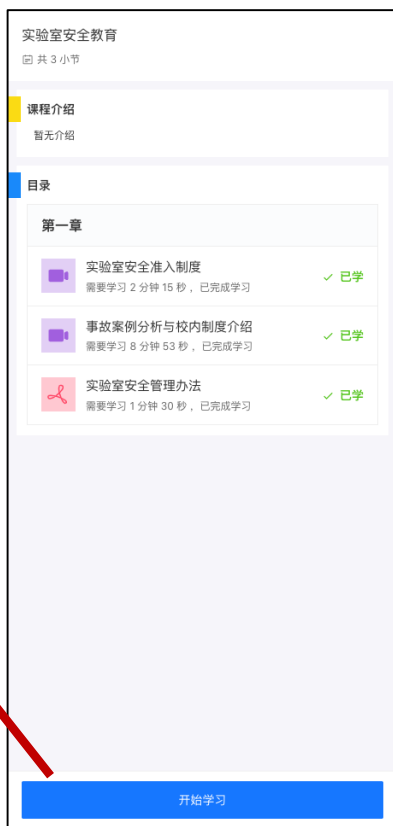 实验室安全教育
共 3 小节
课程介绍
暂无介绍
目录
第一章
实验室安全准入制度
需要学习 2 分钟 15 秒 ，已完成学习
已学
事故案例分析与校内制度介绍
需要学习 8 分钟 53 秒 ，已完成学习
已学
实验室安全管理办法
需要学习 1 分钟 30 秒 ，已完成学习
已学
开始学习